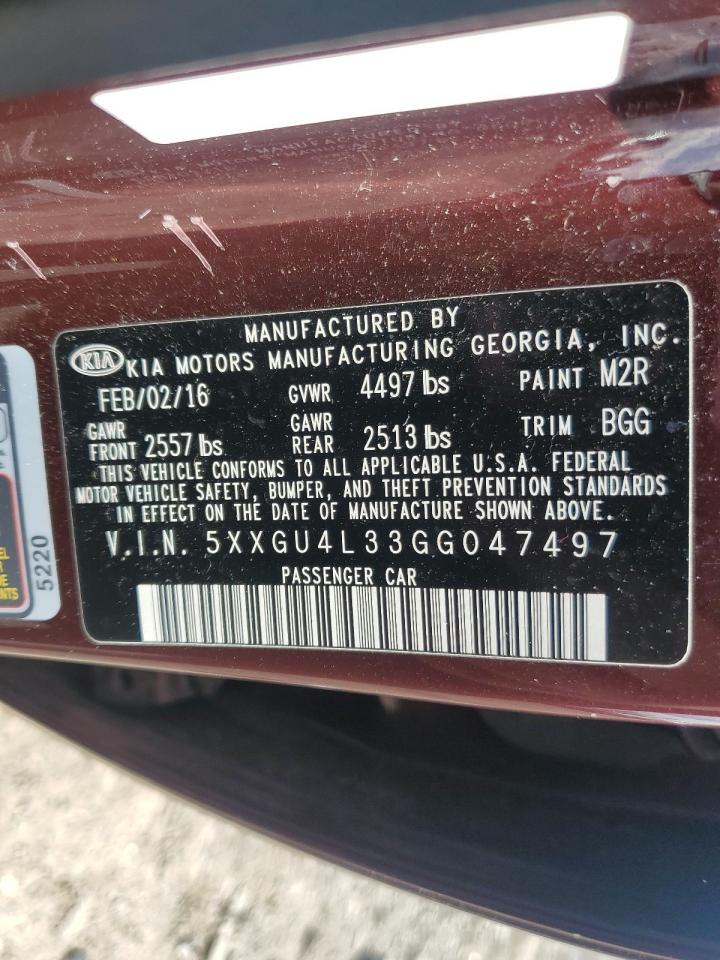 MANUFACTURED BY
KIA KIA MOTORS MANUFACTURING GEORGIA, INC.
FEB/02/16 GVWR 4497 lbs PAINT M2R
GAWR FRONT 2557 lbs GAWR REAR 2513 lbs TRIM BGG
THIS VEHICLE CONFORMS TO ALL APPLICABLE U.S.A. FEDERAL
MOTOR VEHICLE SAFETY, BUMPER, AND THEFT PREVENTION STANDARDS
IN EFFECT ON THE DATE OF MANUFACTURE SHOWN ABOVE.
V.I.N. 5XXGU4L33GG047497
PASSENGER CAR
5220